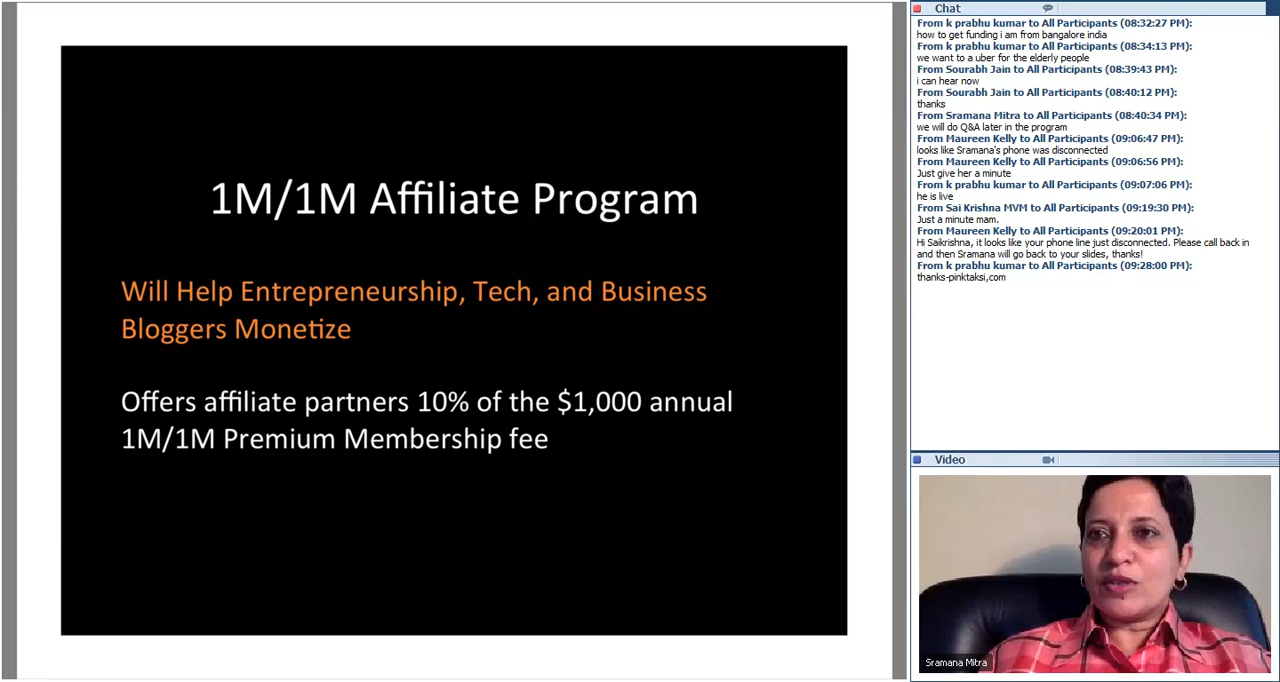 1M/1M Affiliate Program
Will Help Entrepreneurship, Tech, and Business
Bloggers Monetize
Offers affiliate partners 10% of the $1,000 annual
1M/1M Premium Membership fee
Chat
From k prabhu kumar to All Participants (08:32:27 PM):
how to get funding i am from bangalore india
From k prabhu kumar to All Participants (08:34:13 PM):
we want to a uber for the elderly people
From Sourabh Jain to All Participants (08:39:43 PM):
i can hear now
From Sourabh Jain to All Participants (08:40:12 PM):
thanks
From Sramana Mitra to All Participants (08:40:34 PM):
we will do Q&A later in the program
From Maureen Kelly to All Participants (09:06:47 PM):
looks like Sramana's phone was disconnected
From Maureen Kelly to All Participants (09:06:56 PM):
Just give her a minute
From k prabhu kumar to All Participants (09:07:06 PM):
he is live
From Sai Krishna MVM to All Participants (09:19:30 PM):
Just a minute mam.
From Maureen Kelly to All Participants (09:20:01 PM):
Hi Saikrishna, it looks like your phone line just disconnected. Please call back in
and then Sramana will go back to your slides, thanks!
From k prabhu kumar to All Participants (09:28:00 PM):
thanks-pinktaksi,com
Video
Sramana Mitra